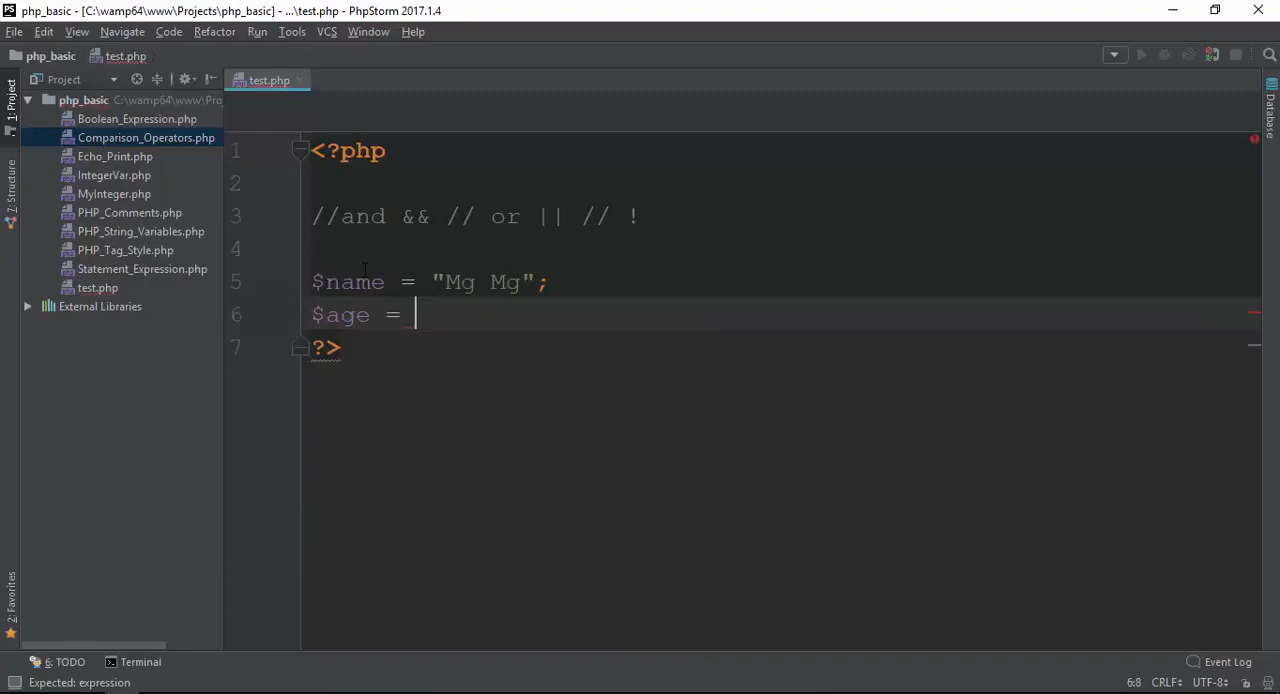 PS php_basic - [C:\wamp64\www\Projects\php_basic] - ...\test.php - PhpStorm 2017.1.4
File Edit View Navigate Code Refactor Run Tools VCS Window Help
php_basic test.php
1: Project
Z: Structure
2: Favorites
Project
php_basic C:\wamp64\www\Pro
Boolean_Expression.php
Comparison_Operators.php
Echo_Print.php
IntegerVar.php
MyInteger.php
PHP_Comments.php
PHP_String_Variables.php
PHP_Tag_Style.php
Statement_Expression.php
test.php
External Libraries
test.php
1 <?php
2
3 //and && // or || // !
4
5 $name = "Mg Mg";
6 $age =
7 ?>
Database
6: TODO Terminal Event Log
Expected: expression 6:8 CRLF UTF-8